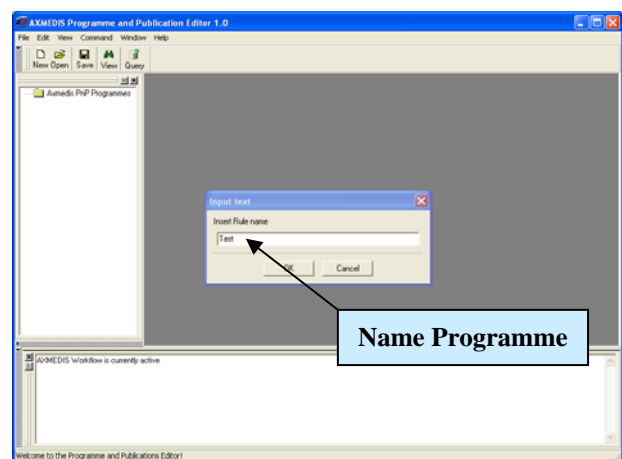 AXMEDIS Programme and Publication Editor 1.0
File Edit View Command Window Help
New Open Save View Query
Axmedis PnP Programmes
Input text
Insert Rule name
Test
OK Cancel
Name Programme
AXMEDIS Workflow is currently active
Welcome to the Programme and Publications Editor!